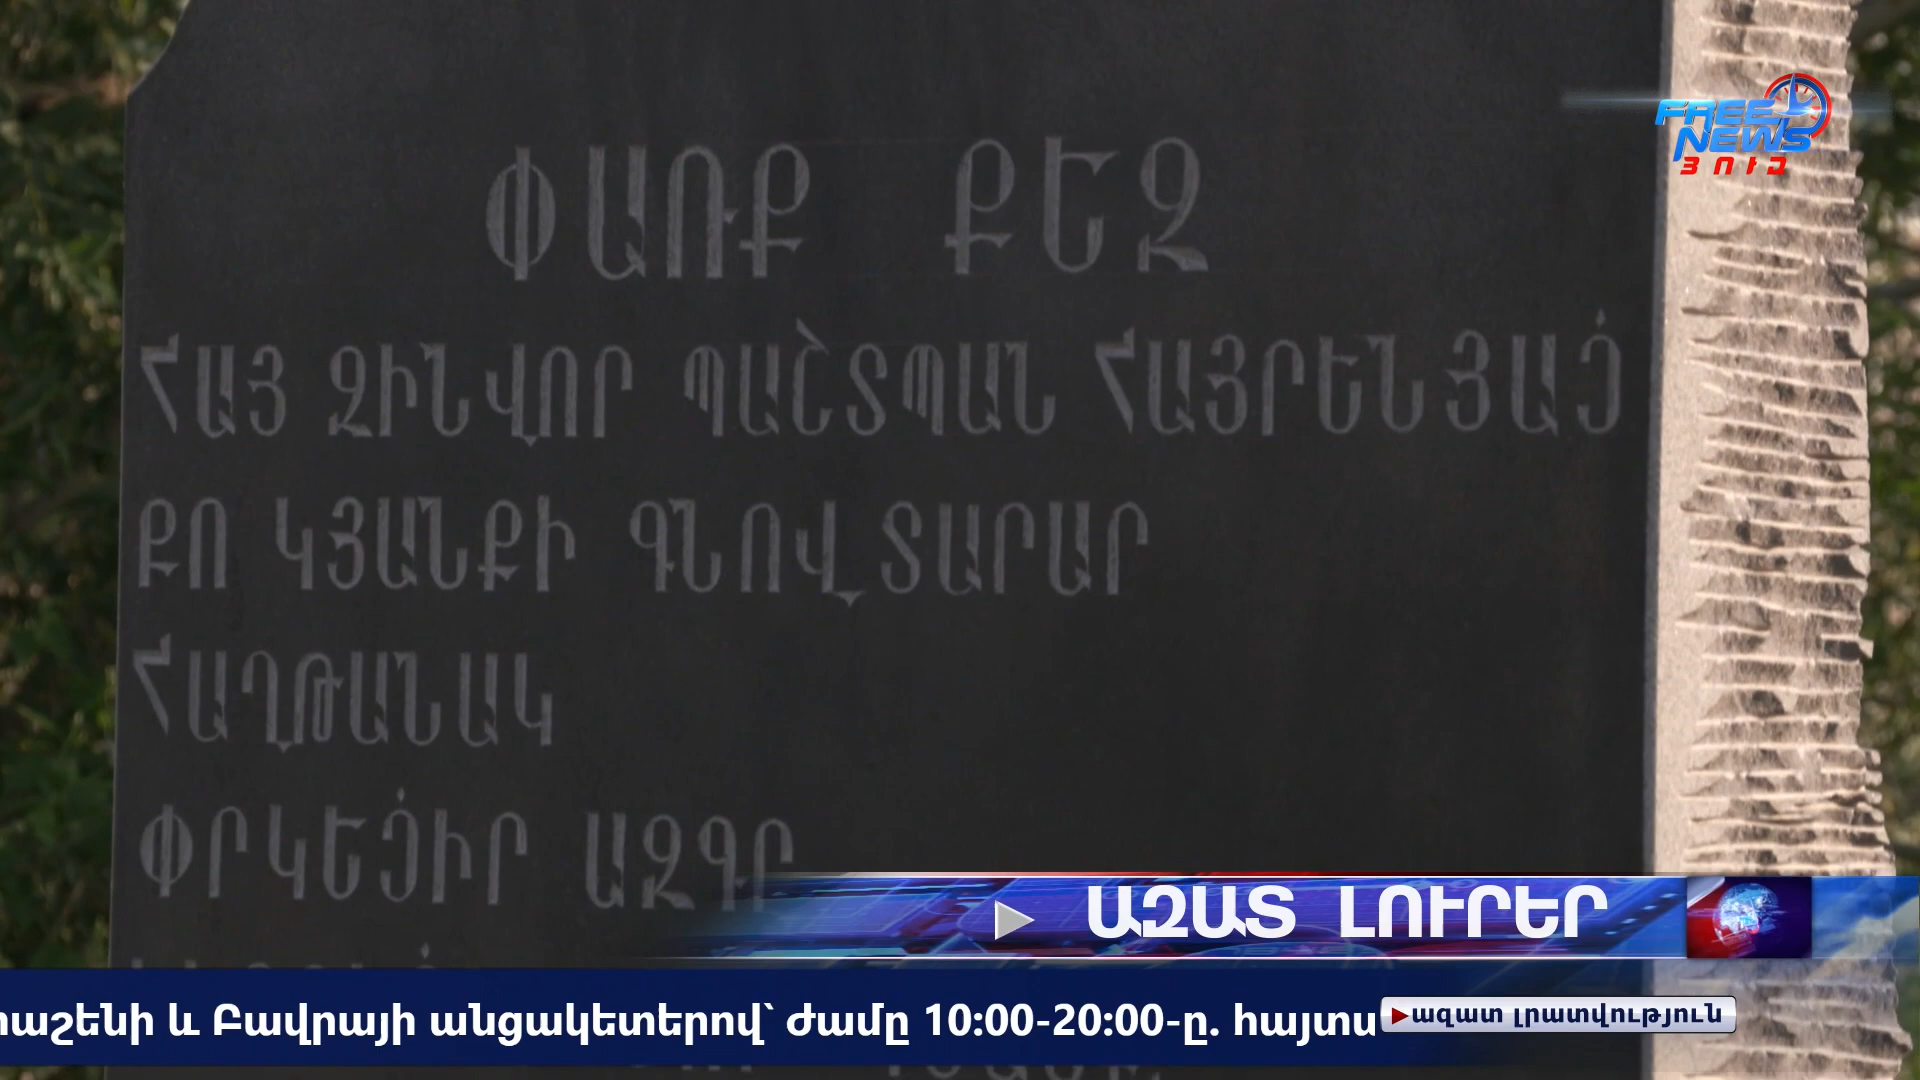 FREE
NEWS
ՅՈՒԶ
ՓԱՌՔ ՔԵԶ
ՀԱՅ ԶԻՆՎՈՐ ՊԱՇՏՊԱՆ ՀԱՅՐԵՆՅԱՑ
ՔՈ ԿՅԱՆՔԻ ԳՆՈՎ ՏԱՐԱՐ
ՀԱՂԹԱՆԱԿ
ՓՐԿԵՑԻՐ ԱԶԳԸ
ԱԶԱՏ ԼՈՒՐԵՐ
և Բավրայի անցակետերով՝ ժամը 10:00-20:00-ը. հայտա
ազատ լրատվություն